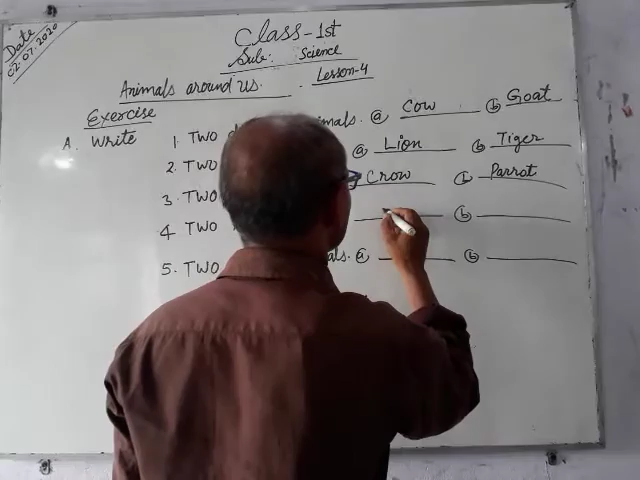 Date
02.07.2020
Class-1st
Sub: Science
Lesson-4
Animals around us.
Exercise
A. Write 1. Two imals. a Cow b Goat
2. Two a Lion b Tiger
3. Two Crow b Parrot
4 Two b
5. Two als. a b